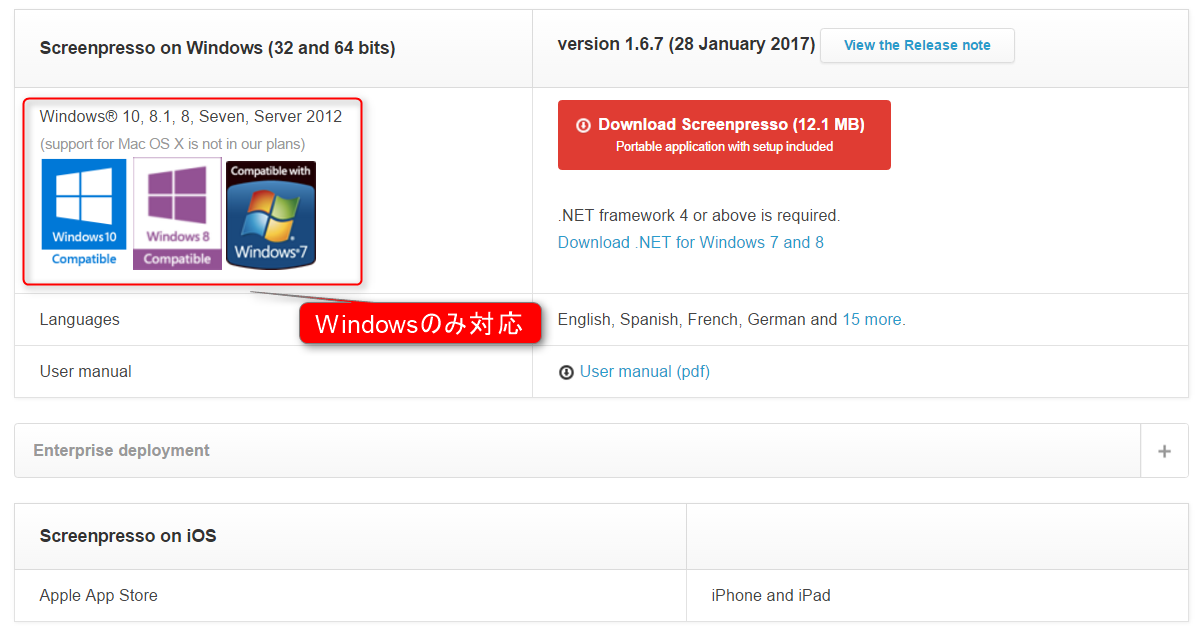 Screenpresso on Windows (32 and 64 bits)
version 1.6.7 (28 January 2017)
View the Release note
Windows® 10, 8.1, 8, Seven, Server 2012
(support for Mac OS X is not in our plans)
Windows 10
Compatible
Windows 8
Compatible
Compatible with
Windows®7
Download Screenpresso (12.1 MB)
Portable application with setup included
.NET framework 4 or above is required.
Download .NET for Windows 7 and 8
Windowsのみ対応
Languages
English, Spanish, French, German and 15 more.
User manual
User manual (pdf)
Enterprise deployment
+
Screenpresso on iOS
Apple App Store
iPhone and iPad